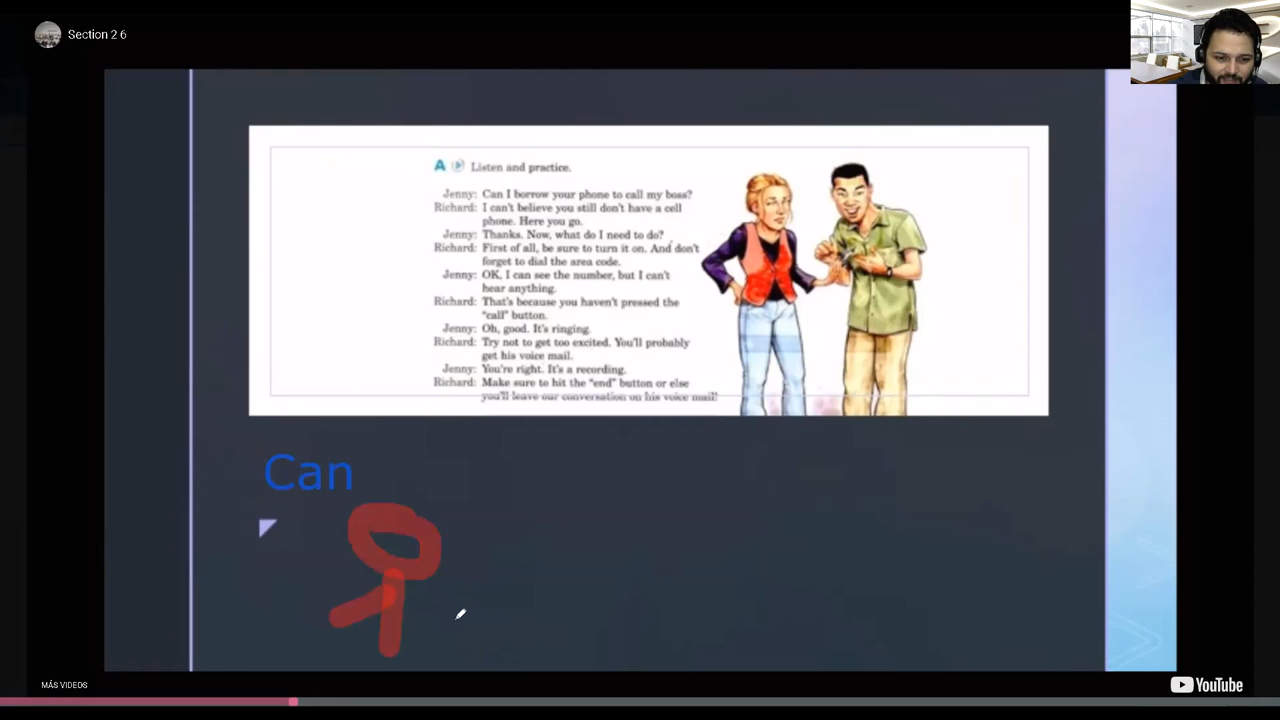 Section 2 6
A Listen and practice.
Jenny: Can I borrow your phone to call my boss?
Richard: I can't believe you still don't have a cell
phone. Here you go.
Jenny: Thanks. Now, what do I need to do?
Richard: First of all, be sure to turn it on. And don't
forget to dial the area code.
Jenny: OK, I can see the number, but I can't
hear anything.
Richard: That's because you haven't pressed the
"call" button.
Jenny: Oh, good. It's ringing.
Richard: Try not to get too excited. You'll probably
get his voice mail.
Jenny: You're right. It's a recording.
Richard: Make sure to hit the "end" button or else
you'll leave our conversation on his voice mail!
Can
MÁS VIDEOS
YouTube